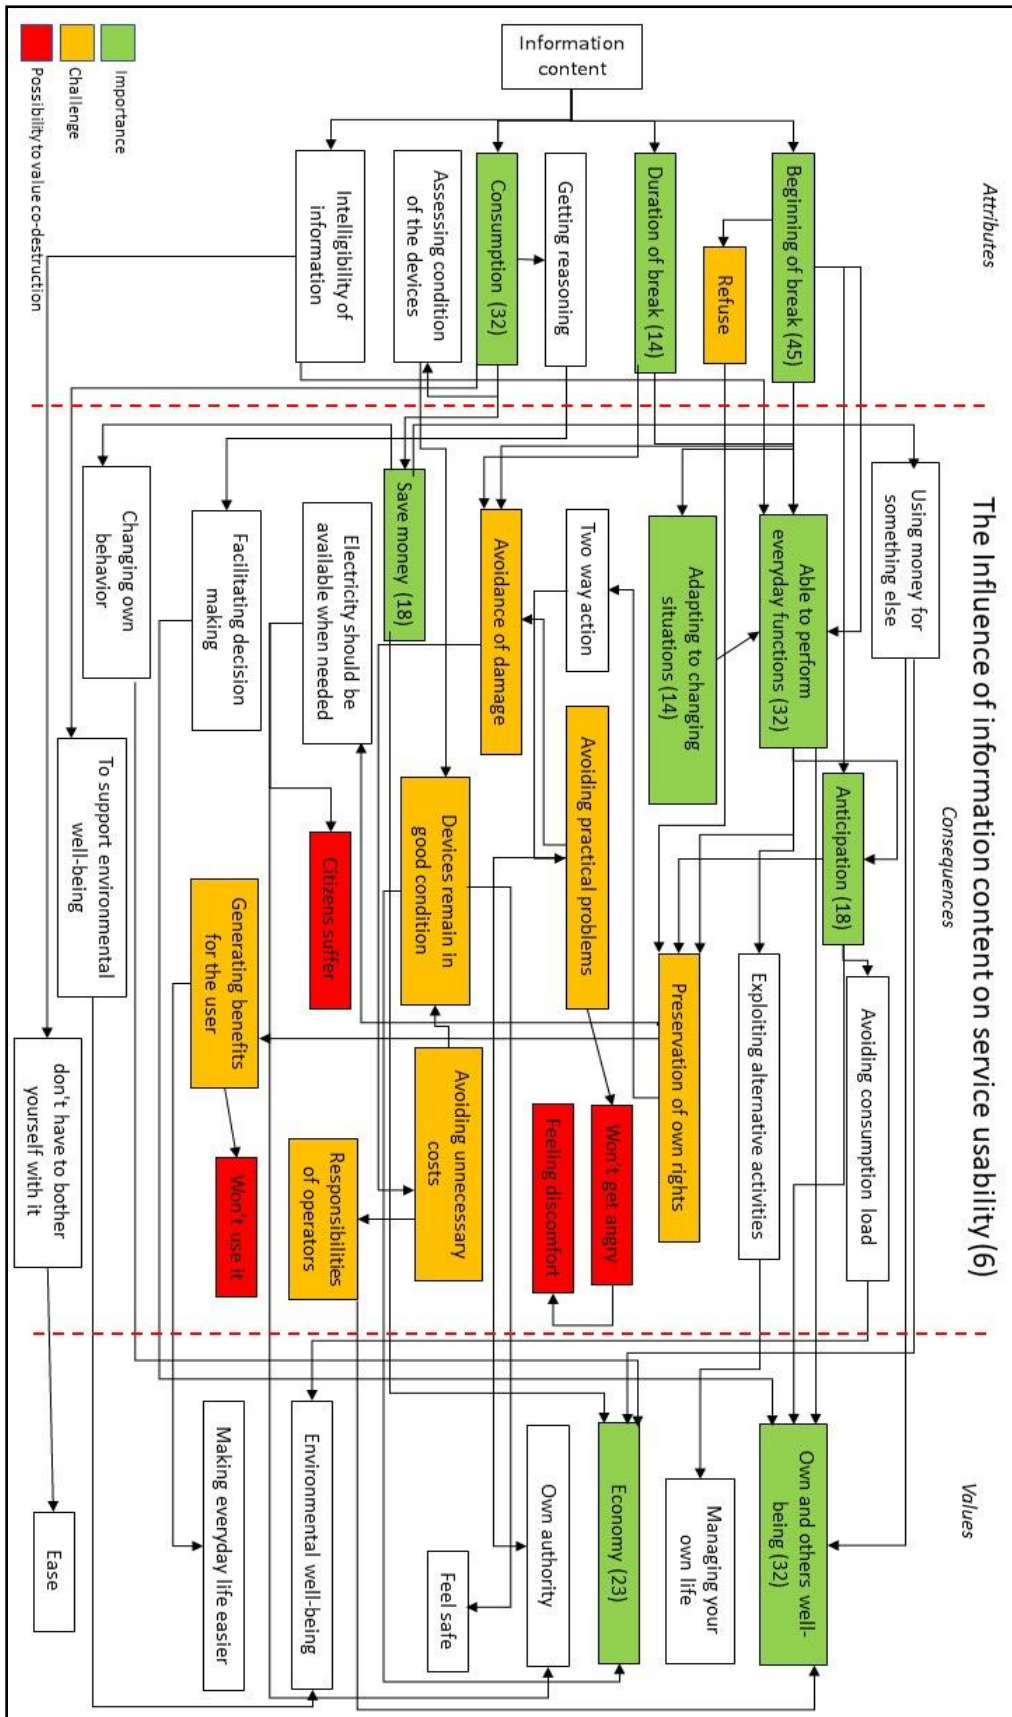 The Influence of information content on service usability (6)
Attributes
Consequences
Values
Information
content
Beginning of break (45)
Refuse
Duration of break (14)
Getting reasoning
Consumption (32)
Assessing condition
of the devices
Intelligibility of
information
Using money for
something else
Able to perform
everyday functions (32)
Anticipation (18)
Avoiding consumption load
Exploiting alternative activities
Adapting to changing
situations (14)
Preservation of own rights
Two way action
Avoiding practical problems
Won't get angry
Feeling discomfort
Avoidance of damage
Save money (18)
Devices remain in
good condition
Avoiding unnecessary
costs
Electricity should be
available when needed
Citizens suffer
Responsibilities
of operators
Facilitating decision
making
Generating benefits
for the user
Won't use it
Changing own
behavior
To support environmental
well-being
don't have to bother
yourself with it
Own and others well-
being (32)
Managing your
own life
Economy (23)
Own authority
Feel safe
Environmental well-being
Making everyday life easier
Ease
Importance
Challenge
Possibility to value co-destruction